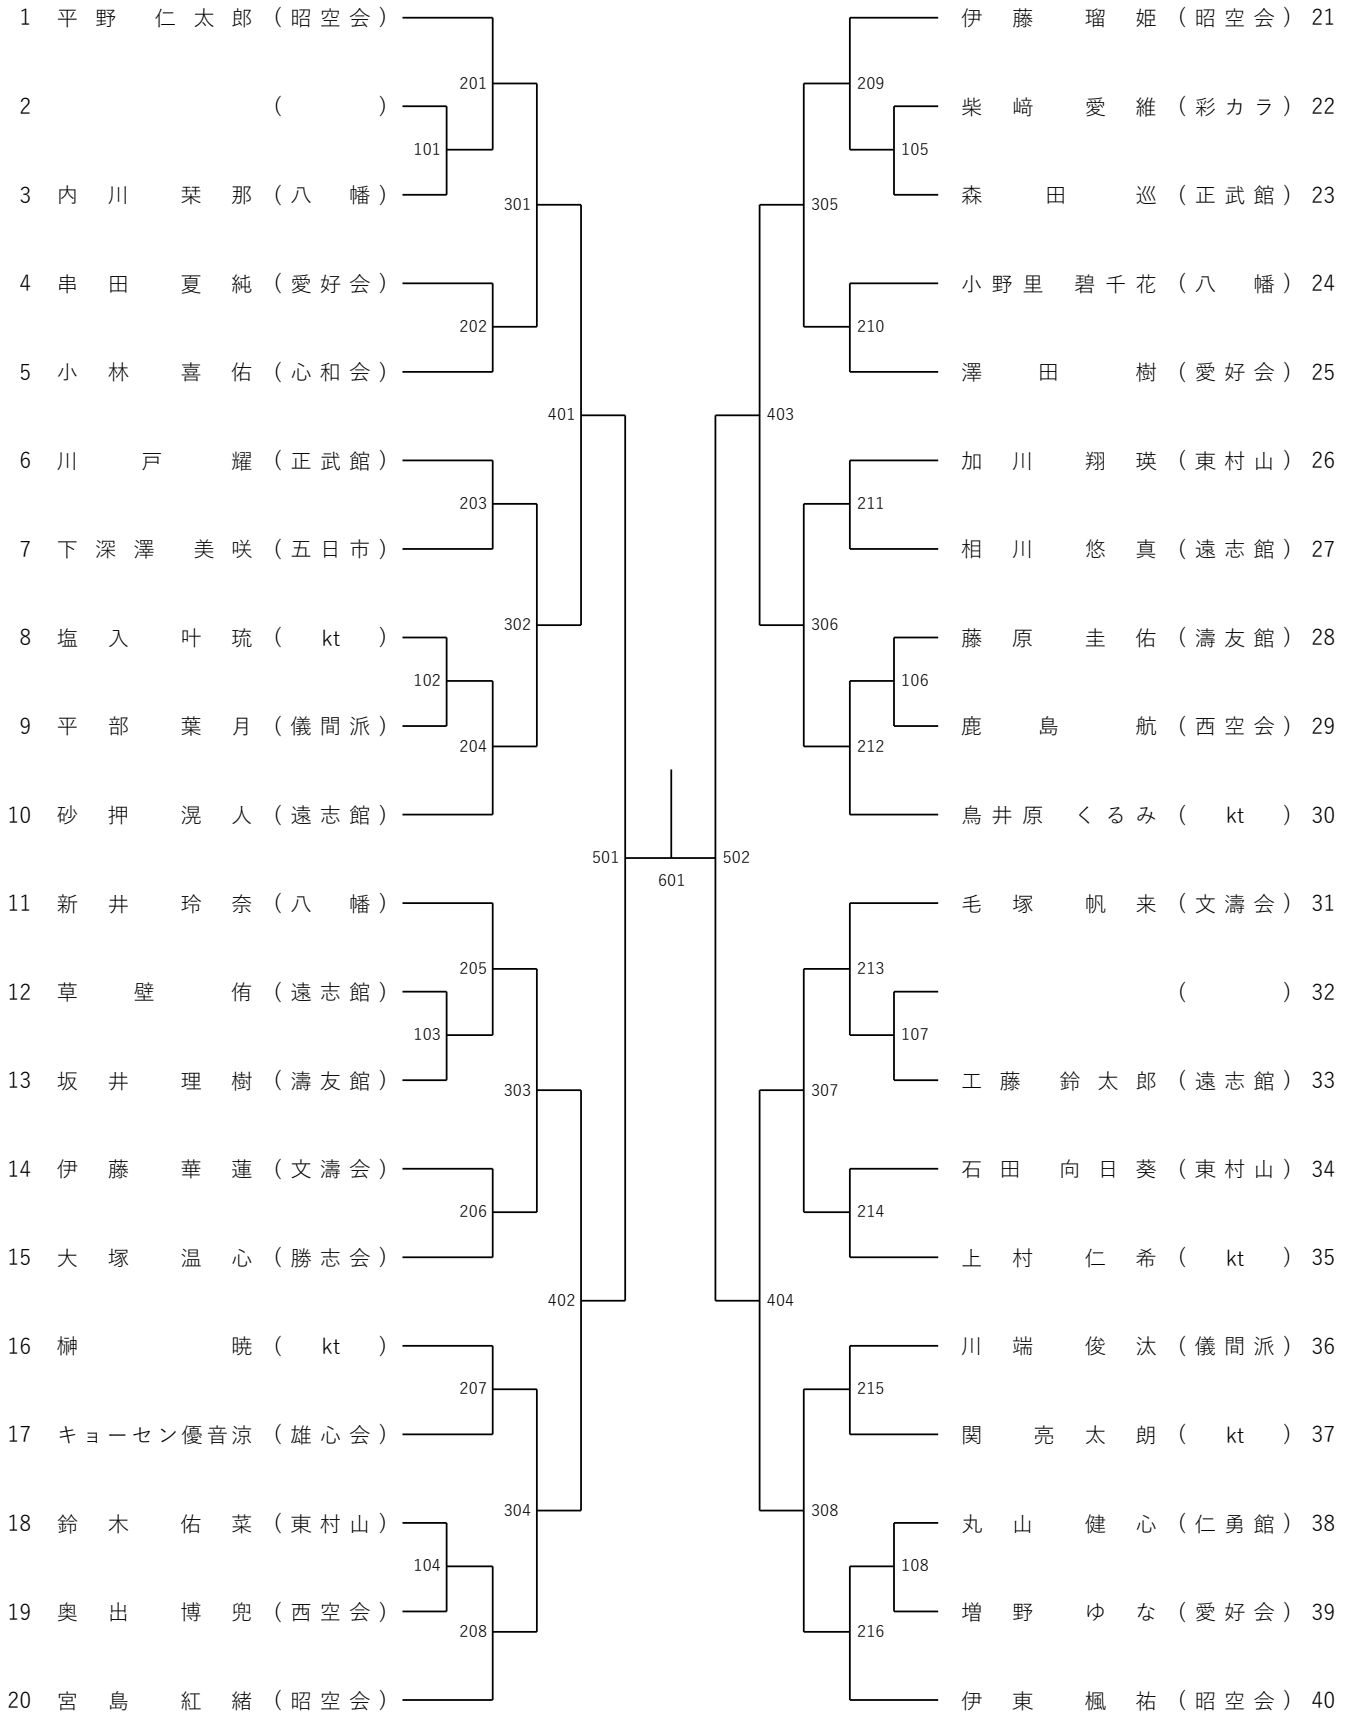 1 平野 仁太郎 (昭空会)
201
2 ( )
101
3 内川 栞那 (八幡)
301
4 串田 夏純 (愛好会)
202
5 小林 喜佑 (心和会)
401
6 川戸 耀 (正武館)
203
7 下深澤 美咲 (五日市)
302
8 塩入 叶琉 (kt)
102
9 平部 葉月 (儀間派)
204
10 砂押 滉人 (遠志館)
501
11 新井 玲奈 (八幡)
205
12 草壁 侑 (遠志館)
103
13 坂井 理樹 (濤友館)
303
14 伊藤 華蓮 (文濤会)
206
15 大塚 温心 (勝志会)
402
16 榊 暁 (kt)
207
17 キョーセン優音涼 (雄心会)
304
18 鈴木 佑菜 (東村山)
104
19 奥出 博兜 (西空会)
208
20 宮島 紅緒 (昭空会)
601
伊藤 瑠姫 (昭空会) 21
209
柴﨑 愛維 (彩カラ) 22
105
森田 巡 (正武館) 23
305
小野里 碧千花 (八幡) 24
210
澤田 樹 (愛好会) 25
403
加川 翔瑛 (東村山) 26
211
相川 悠真 (遠志館) 27
306
藤原 圭佑 (濤友館) 28
106
鹿島 航 (西空会) 29
212
鳥井原 くるみ (kt) 30
502
毛塚 帆来 (文濤会) 31
213
( ) 32
107
工藤 鈴太郎 (遠志館) 33
307
石田 向日葵 (東村山) 34
214
上村 仁希 (kt) 35
404
川端 俊汰 (儀間派) 36
215
関 亮太朗 (kt) 37
308
丸山 健心 (仁勇館) 38
108
増野 ゆな (愛好会) 39
216
伊東 楓祐 (昭空会) 40